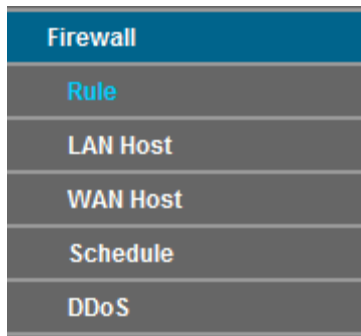 Firewall
Rule
LAN Host
WAN Host
Schedule
DDoS